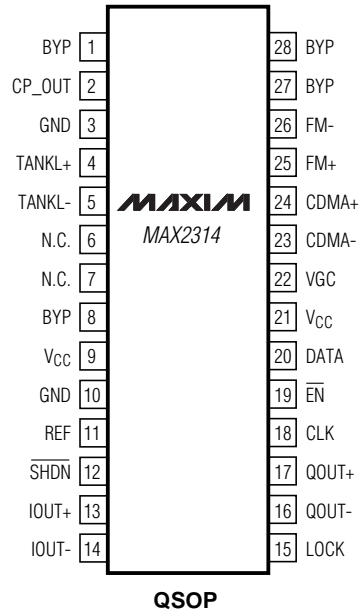 BYP 1
CP_OUT 2
GND 3
TANKL+ 4
TANKL- 5
N.C. 6
N.C. 7
BYP 8
VCC 9
GND 10
REF 11
S̅H̅D̅N̅ 12
IOUT+ 13
IOUT- 14
MAXIM
MAX2314
28 BYP
27 BYP
26 FM-
25 FM+
24 CDMA+
23 CDMA-
22 VGC
21 VCC
20 DATA
19 E̅N̅
18 CLK
17 QOUT+
16 QOUT-
15 LOCK
QSOP